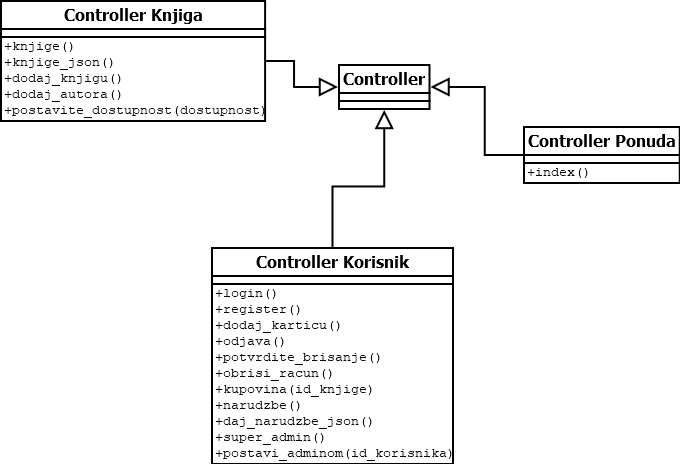 Controller Knjiga
+knjige()
+knjige_json()
+dodaj_knjigu()
+dodaj_autora()
+postavite_dostupnost(dostupnost)
Controller
Controller Ponuda
+index()
Controller Korisnik
+login()
+register()
+dodaj_karticu()
+odjava()
+potvrdite_brisanje()
+obrisi_racun()
+kupovina(id_knjige)
+narudzbe()
+daj_narudzbe_json()
+super_admin()
+postavi_adminom(id_korisnika)